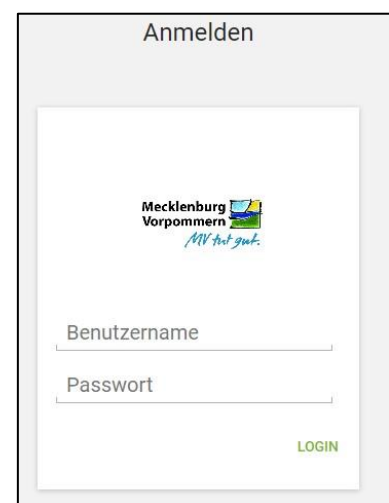 Anmelden
Mecklenburg
Vorpommern
MV tut gut.
Benutzername
Passwort
LOGIN